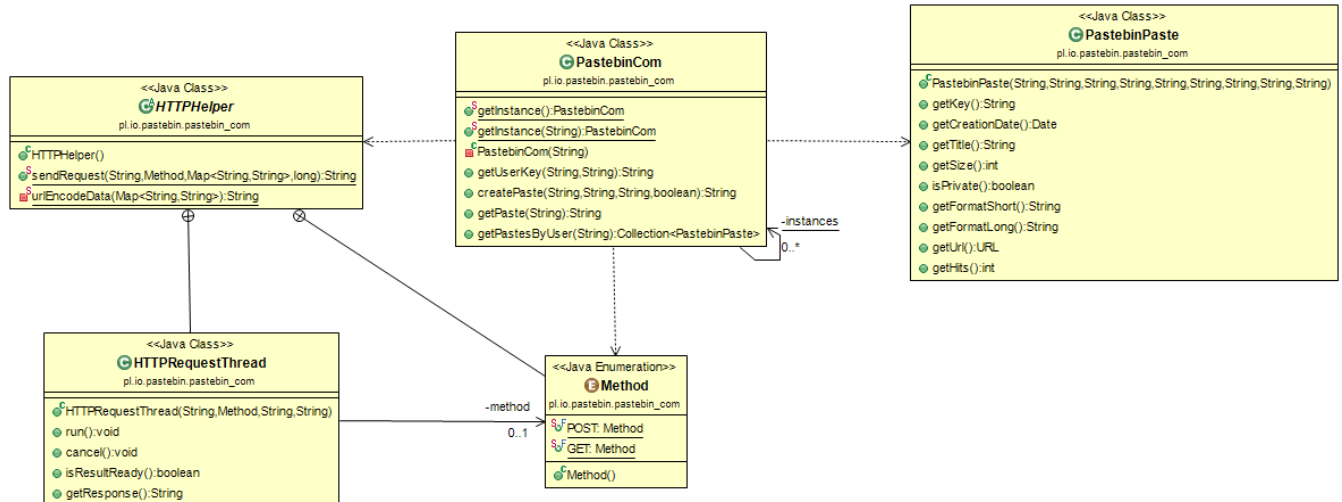 <<Java Class>>
HTTPHelper
pl.io.pastebin.pastebin_com
HTTPHelper()
sendRequest(String,Method,Map<String,String>,long):String
urlEncodeData(Map<String,String>):String
<<Java Class>>
PastebinCom
pl.io.pastebin.pastebin_com
getInstance():PastebinCom
getInstance(String):PastebinCom
PastebinCom(String)
getUserKey(String,String):String
createPaste(String,String,String,boolean):String
getPaste(String):String
getPastesByUser(String):Collection<PastebinPaste>
-instances
0..*
<<Java Class>>
PastebinPaste
pl.io.pastebin.pastebin_com
PastebinPaste(String,String,String,String,String,String,String,String,String)
getKey():String
getCreationDate():Date
getTitle():String
getSize():int
isPrivate():boolean
getFormatShort():String
getFormatLong():String
getUrl():URL
getHits():int
<<Java Class>>
HTTPRequestThread
pl.io.pastebin.pastebin_com
HTTPRequestThread(String,Method,String,String)
run():void
cancel():void
isResultReady():boolean
getResponse():String
-method
0..1
<<Java Enumeration>>
Method
pl.io.pastebin.pastebin_com
POST: Method
GET: Method
Method()